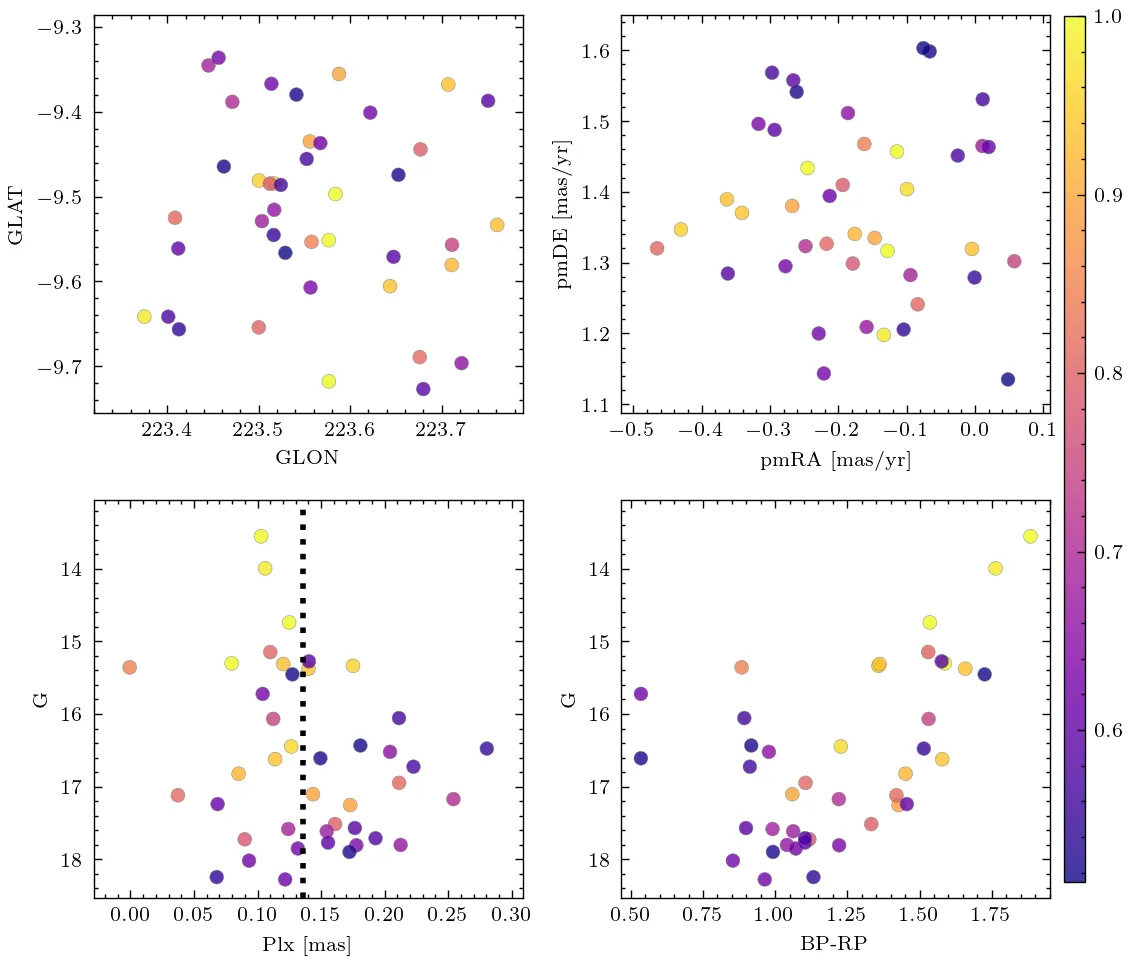 −9.3
−9.4
−9.5
−9.6
−9.7
GLAT
223.4 223.5 223.6 223.7
GLON
1.6
1.5
1.4
1.3
1.2
1.1
pmDE [mas/yr]
−0.5 −0.4 −0.3 −0.2 −0.1 0.0 0.1
pmRA [mas/yr]
14
15
16
17
18
G
0.00 0.05 0.10 0.15 0.20 0.25 0.30
Plx [mas]
14
15
16
17
18
G
0.50 0.75 1.00 1.25 1.50 1.75
BP-RP
1.0
0.9
0.8
0.7
0.6